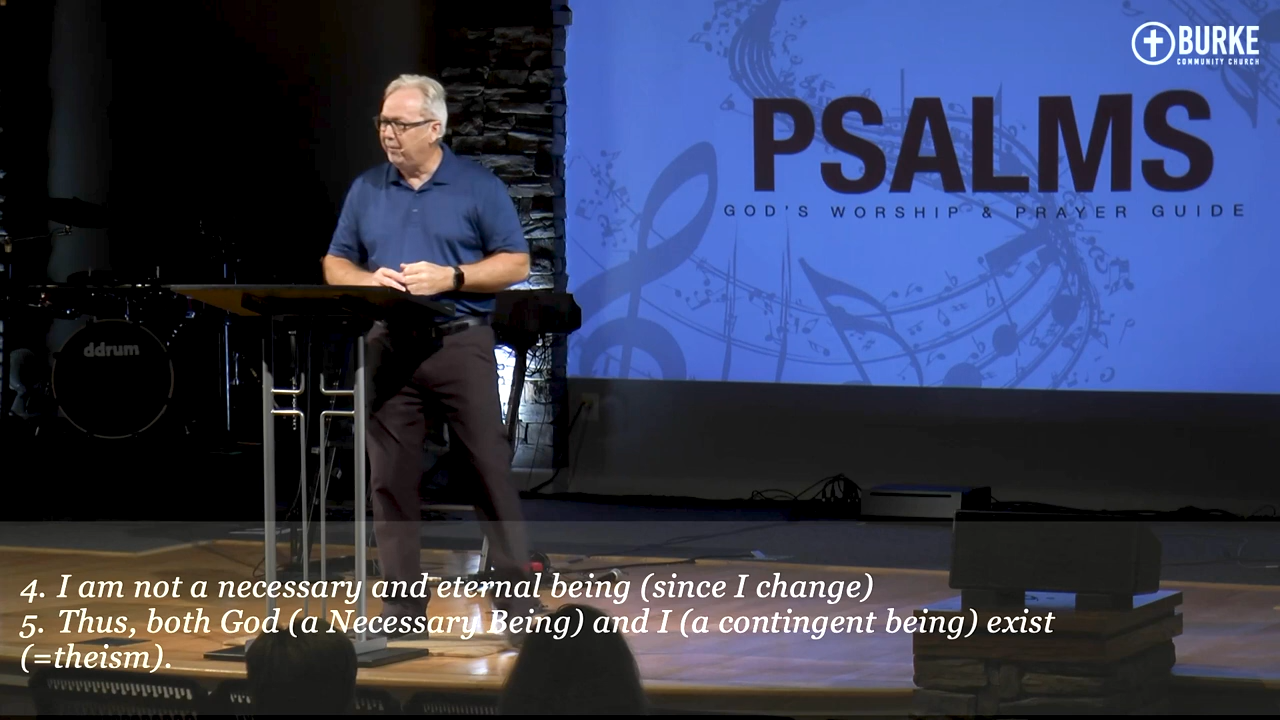 BURKE
COMMUNITY CHURCH
PSALMS
GOD'S WORSHIP & PRAYER GUIDE
ddrum
4. I am not a necessary and eternal being (since I change)
5. Thus, both God (a Necessary Being) and I (a contingent being) exist
(=theism).